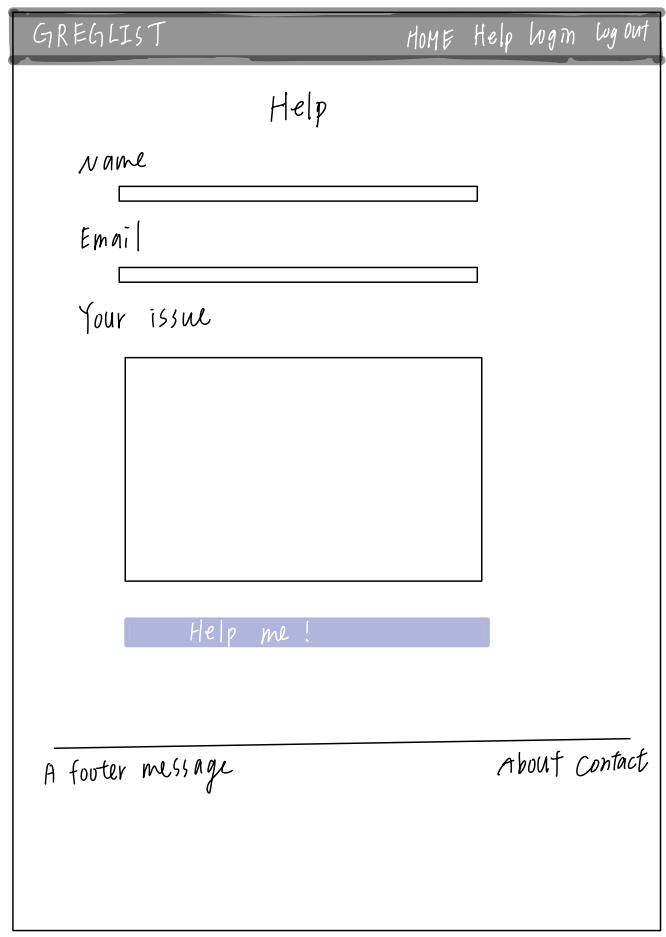 GREGLIST HOME Help Login Log Out
Help
Name
Email
Your issue
Help me !
A footer message About Contact